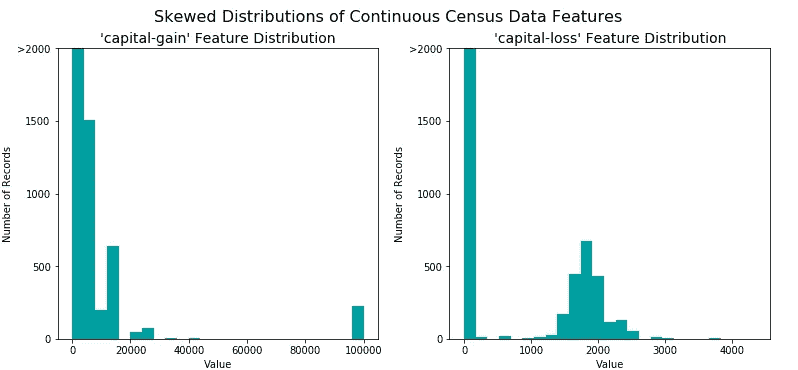 Skewed Distributions of Continuous Census Data Features
'capital-gain' Feature Distribution
>2000
1500
1000
500
0
Number of Records
0 20000 40000 60000 80000 100000
Value
'capital-loss' Feature Distribution
>2000
1500
1000
500
0
Number of Records
0 1000 2000 3000 4000
Value